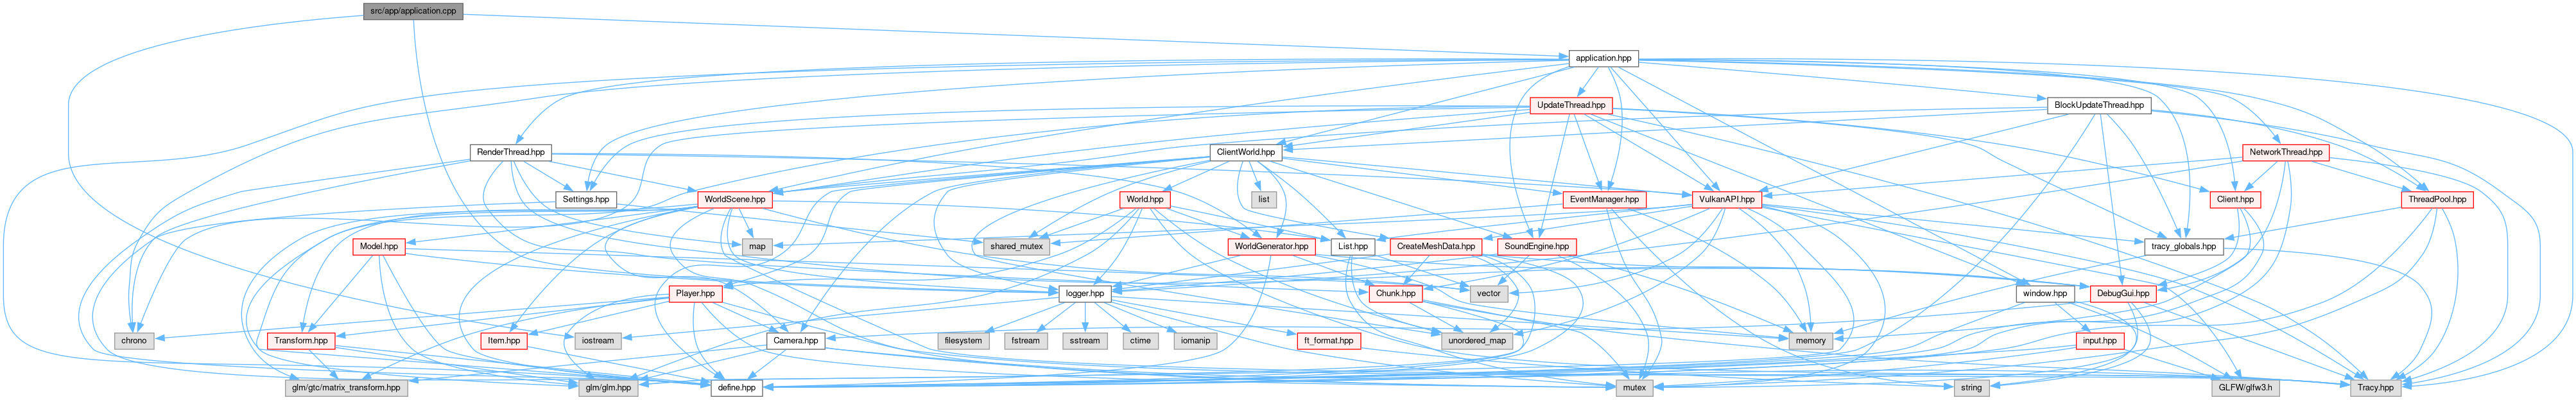 src/app/application.cpp
application.hpp
UpdateThread.hpp
BlockUpdateThread.hpp
RenderThread.hpp
ClientWorld.hpp
NetworkThread.hpp
Settings.hpp
WorldScene.hpp
World.hpp
list
EventManager.hpp
VulkanAPI.hpp
Client.hpp
ThreadPool.hpp
Model.hpp
map
shared_mutex
WorldGenerator.hpp
List.hpp
CreateMeshData.hpp
SoundEngine.hpp
tracy_globals.hpp
Player.hpp
logger.hpp
Chunk.hpp
vector
window.hpp
DebugGui.hpp
chrono
Transform.hpp
Item.hpp
iostream
Camera.hpp
filesystem
fstream
sstream
ctime
iomanip
ft_format.hpp
unordered_map
memory
input.hpp
glm/gtc/matrix_transform.hpp
glm/glm.hpp
define.hpp
mutex
string
GLFW/glfw3.h
Tracy.hpp